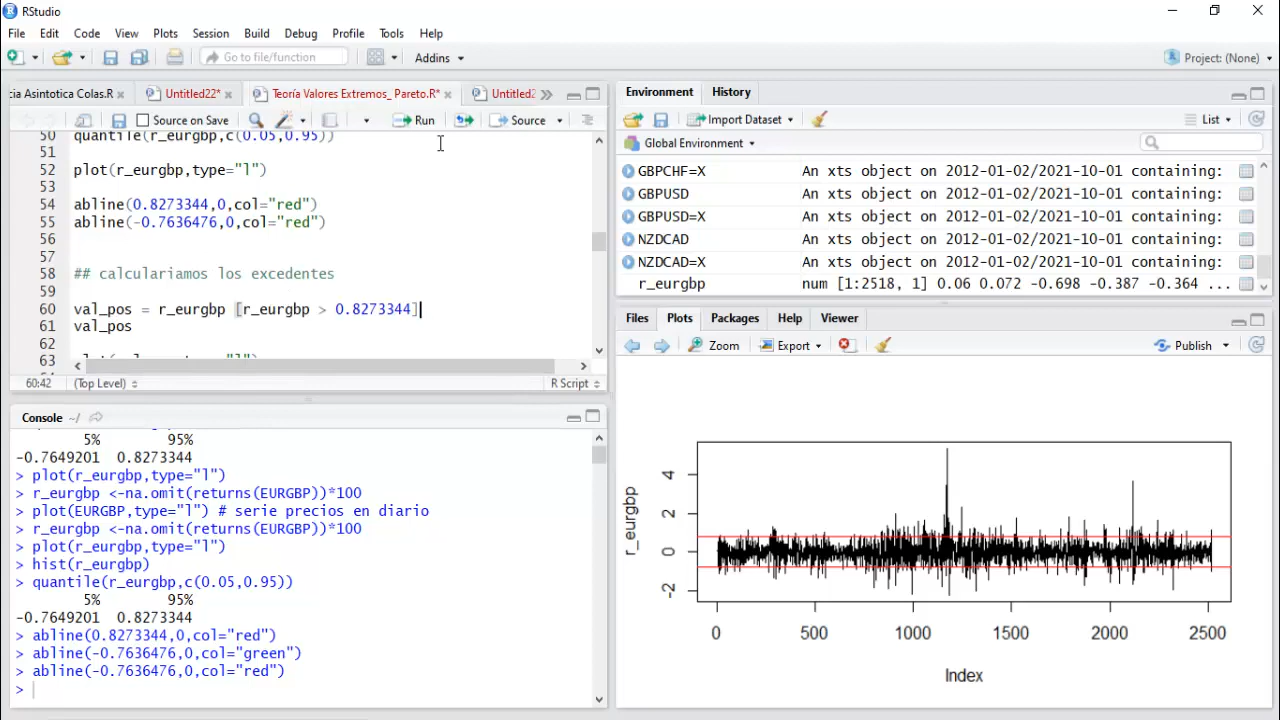 RStudio
File Edit Code View Plots Session Build Debug Profile Tools Help
Go to file/function
Addins
Project: (None)
cia Asintotica Colas.R
Untitled22*
Teoría Valores Extremos_ Pareto.R*
Untitled2
Source on Save
Run
Source
50 quantile(r_eurgbp,c(0.05,0.95))
51
52 plot(r_eurgbp,type="l")
53
54 abline(0.8273344,0,col="red")
55 abline(-0.7636476,0,col="red")
56
57
58 ## calculariamos los excedentes
59
60 val_pos = r_eurgbp [r_eurgbp > 0.8273344]
61 val_pos
62
63
60:42 (Top Level) R Script
Console ~/
5% 95%
-0.7649201 0.8273344
> plot(r_eurgbp,type="l")
> r_eurgbp <-na.omit(returns(EURGBP))*100
> plot(EURGBP,type="l") # serie precios en diario
> r_eurgbp <-na.omit(returns(EURGBP))*100
> plot(r_eurgbp,type="l")
> hist(r_eurgbp)
> quantile(r_eurgbp,c(0.05,0.95))
5% 95%
-0.7649201 0.8273344
> abline(0.8273344,0,col="red")
> abline(-0.7636476,0,col="green")
> abline(-0.7636476,0,col="red")
>
Environment History
Import Dataset
List
Global Environment
GBPCHF=X An xts object on 2012-01-02/2021-10-01 containing:
GBPUSD An xts object on 2012-01-02/2021-10-01 containing:
GBPUSD=X An xts object on 2012-01-02/2021-10-01 containing:
NZDCAD An xts object on 2012-01-02/2021-10-01 containing:
NZDCAD=X An xts object on 2012-01-02/2021-10-01 containing:
r_eurgbp num [1:2518, 1] 0.06 0.072 -0.698 -0.387 -0.364 ...
Files Plots Packages Help Viewer
Zoom Export Publish
r_eurgbp
4
2
0
-2
0 500 1000 1500 2000 2500
Index